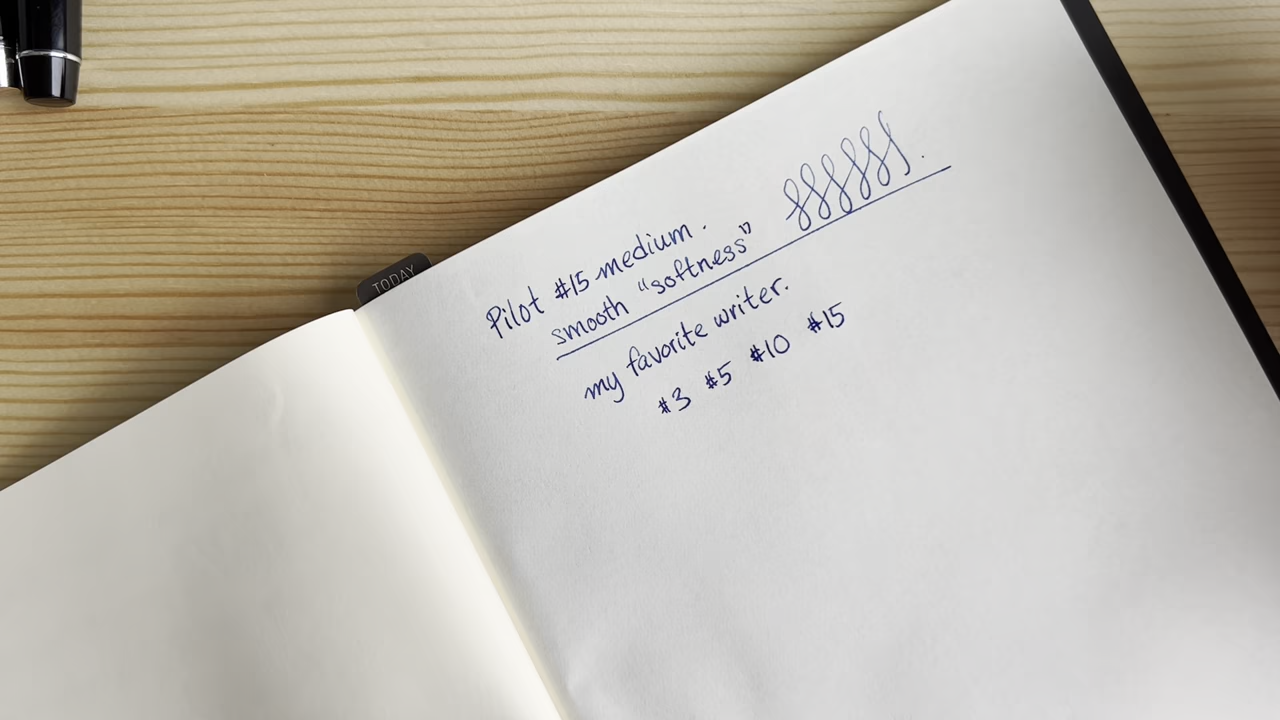 TODAY
Pilot #15 medium.
smooth "softness"
my favorite writer.
#3 #5 #10 #15